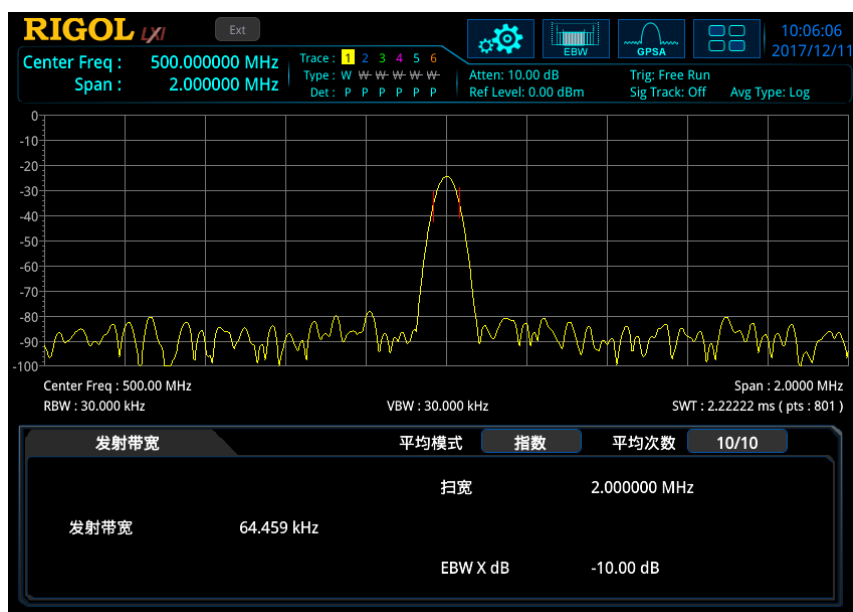 RIGOL LXI Ext EBW GPSA 10:06:06
2017/12/11
Center Freq : 500.000000 MHz
Span : 2.000000 MHz
Trace : 1 2 3 4 5 6
Type : W W W W W W
Det : P P P P P P
Atten: 10.00 dB Trig: Free Run
Ref Level: 0.00 dBm Sig Track: Off Avg Type: Log
0
-10
-20
-30
-40
-50
-60
-70
-80
-90
-100
Center Freq : 500.00 MHz Span : 2.0000 MHz
RBW : 30.000 kHz VBW : 30.000 kHz SWT : 2.22222 ms ( pts : 801 )
发射带宽 平均模式 指数 平均次数 10/10
扫宽 2.000000 MHz
发射带宽 64.459 kHz
EBW X dB -10.00 dB